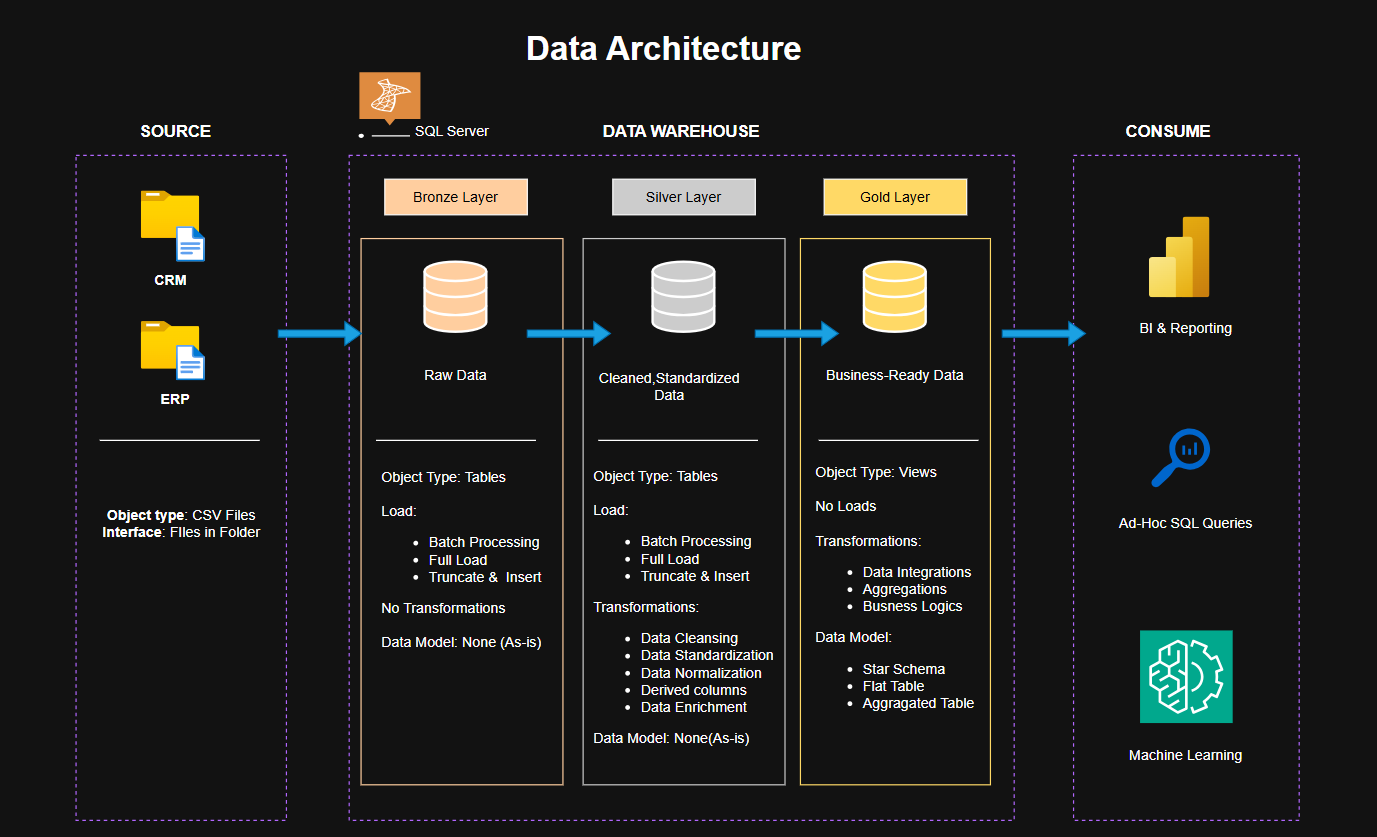 Data Architecture
SOURCE
SQL Server
DATA WAREHOUSE
CONSUME
CRM
ERP
Object type: CSV Files
Interface: FIles in Folder
Bronze Layer
Raw Data
Object Type: Tables
Load:
• Batch Processing
• Full Load
• Truncate & Insert
No Transformations
Data Model: None (As-is)
Silver Layer
Cleaned,Standardized
Data
Object Type: Tables
Load:
• Batch Processing
• Full Load
• Truncate & Insert
Transformations:
• Data Cleansing
• Data Standardization
• Data Normalization
• Derived columns
• Data Enrichment
Data Model: None(As-is)
Gold Layer
Business-Ready Data
Object Type: Views
No Loads
Transformations:
• Data Integrations
• Aggregations
• Business Logics
Data Model:
• Star Schema
• Flat Table
• Aggragated Table
BI & Reporting
Ad-Hoc SQL Queries
Machine Learning